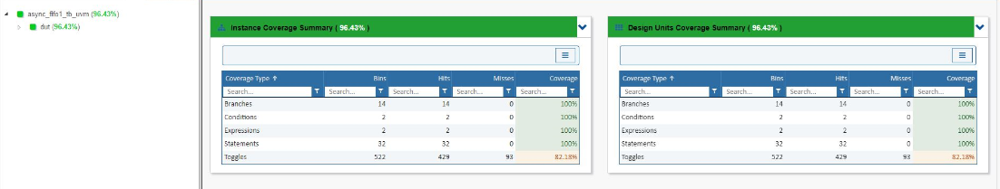 async_fifo1_tb_uvm (96.43%)
dut (96.43%)
Instance Coverage Summary ( 96.43% )
Coverage Type ↑ Bins Hits Misses Coverage
Search... Search... Search... Search... Search...
Branches 14 14 0 100%
Conditions 2 2 0 100%
Expressions 2 2 0 100%
Statements 32 32 0 100%
Toggles 522 429 93 82.18%
Design Units Coverage Summary ( 96.43% )
Coverage Type ↑ Bins Hits Misses Coverage
Search... Search... Search... Search... Search...
Branches 14 14 0 100%
Conditions 2 2 0 100%
Expressions 2 2 0 100%
Statements 32 32 0 100%
Toggles 522 429 93 82.18%